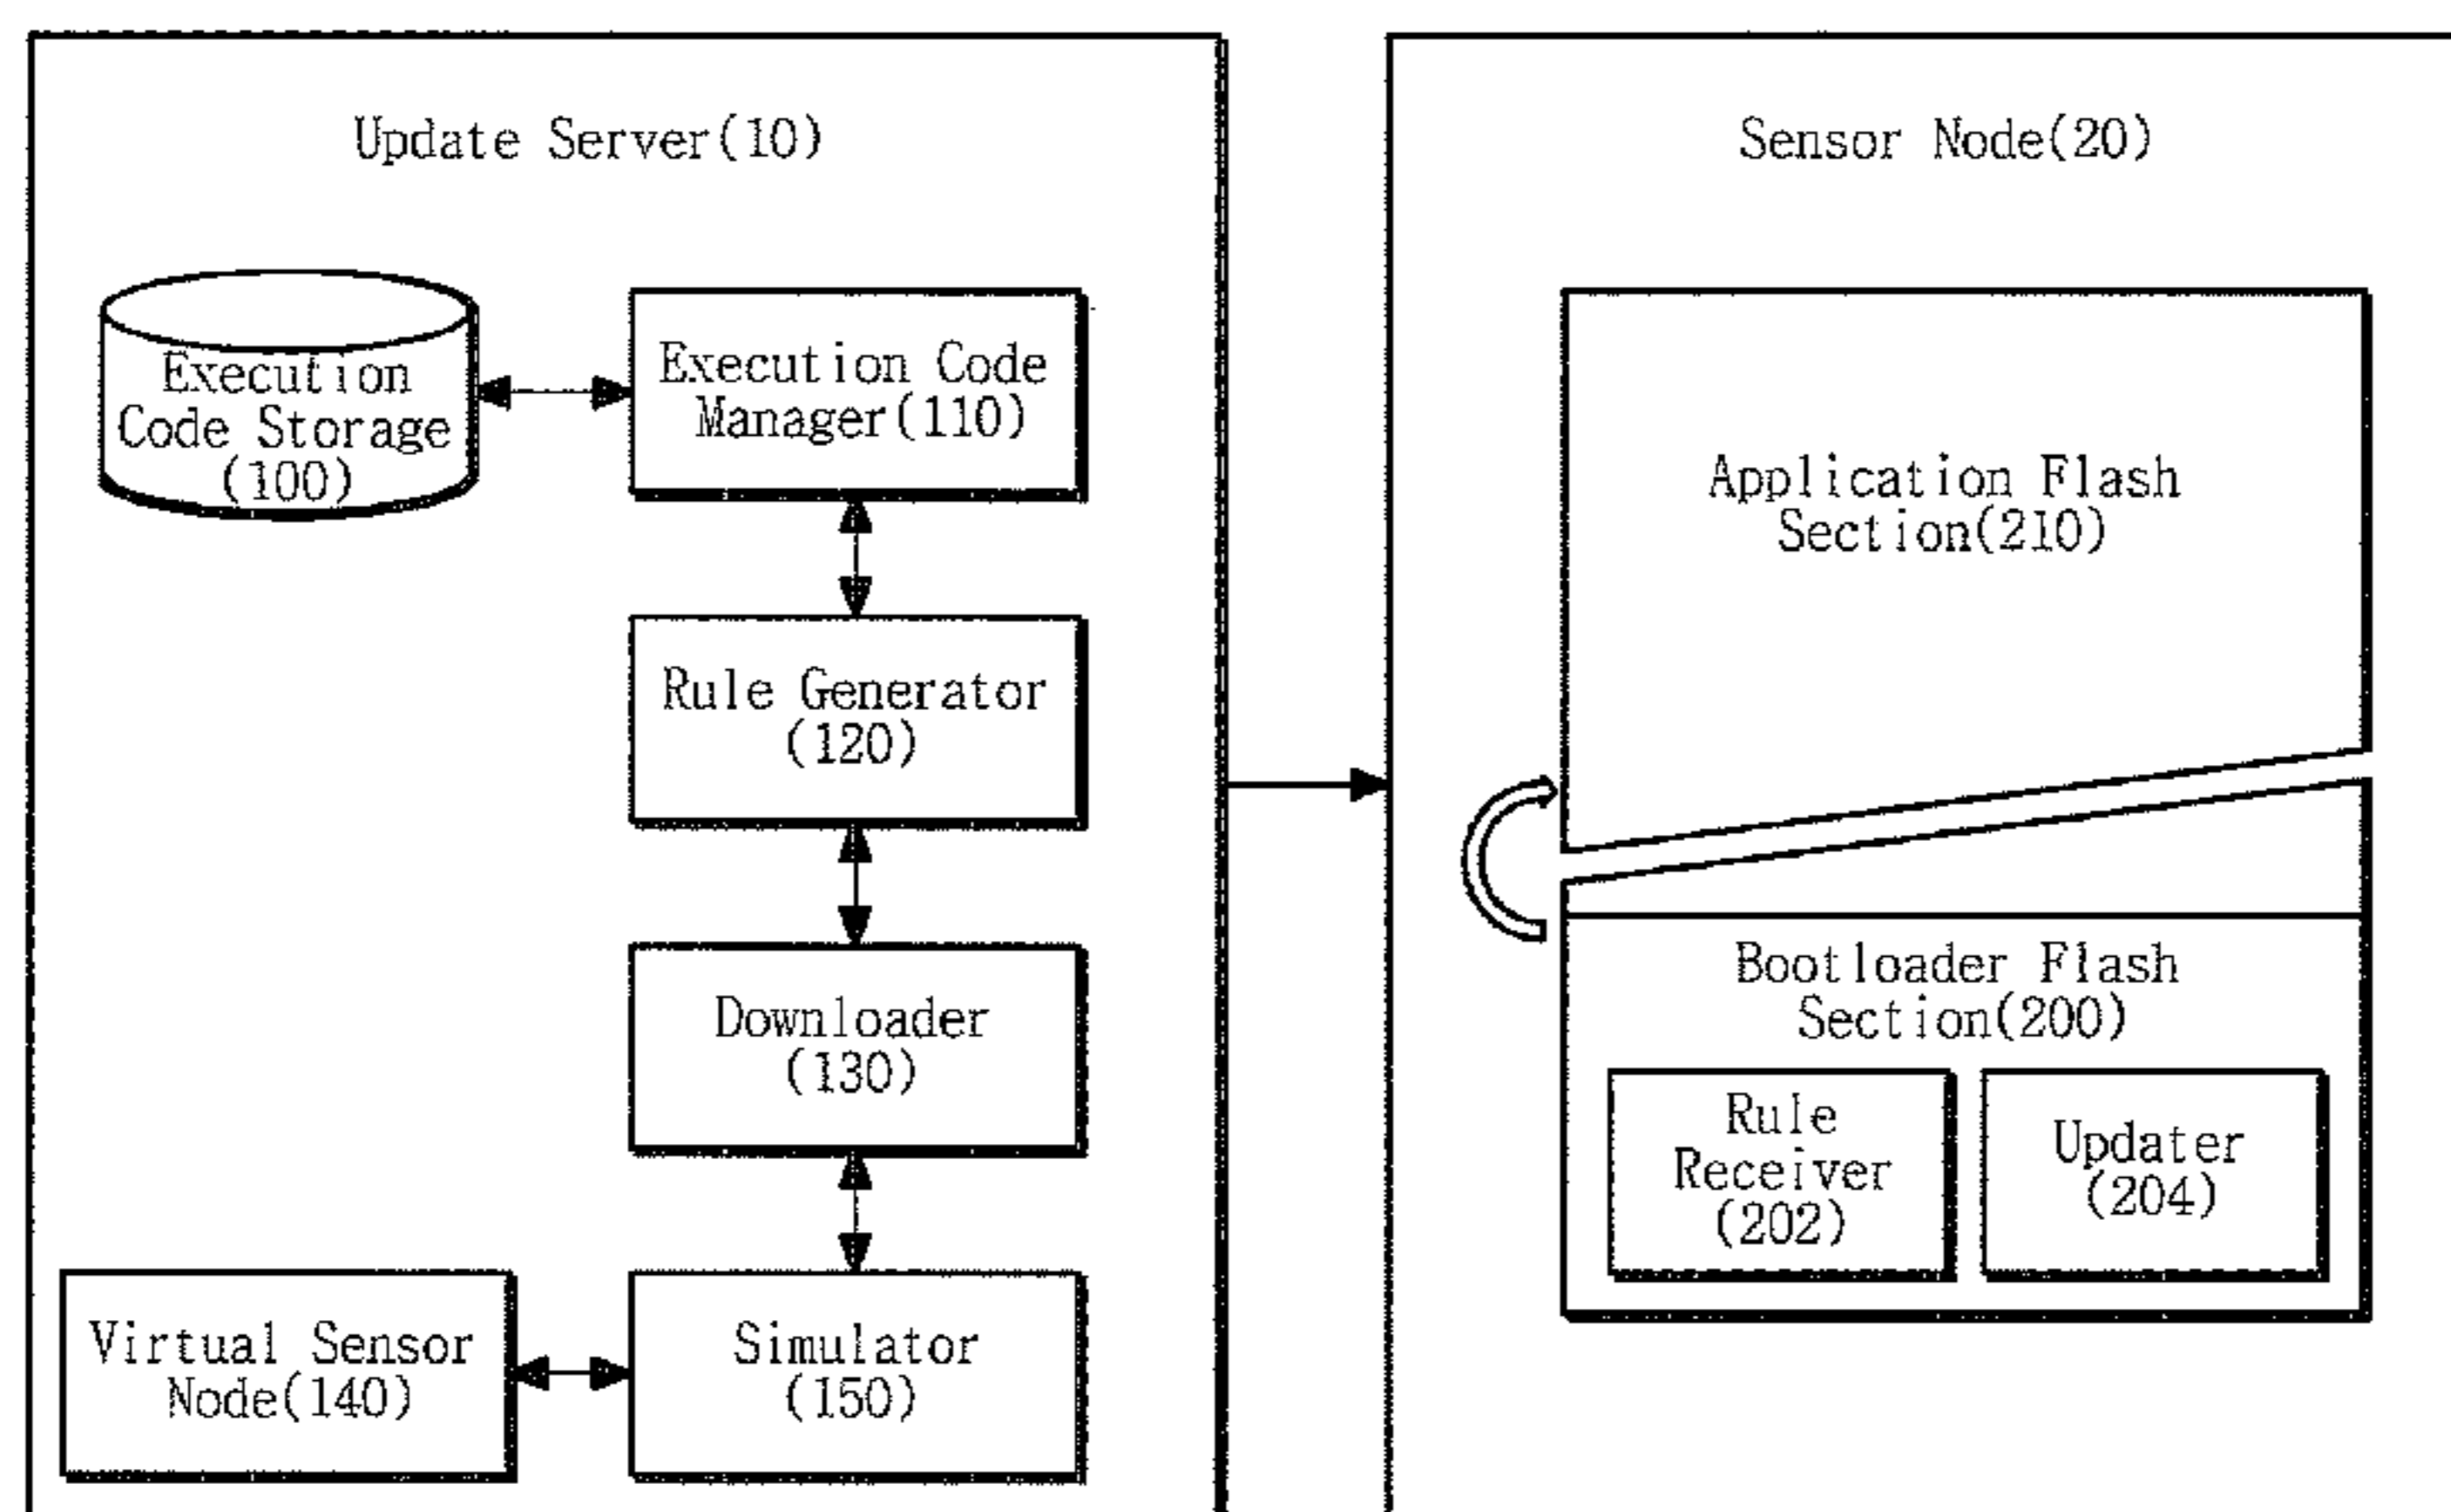 Update Server(10)
Execution
Code Storage
(100)
Execution Code
Manager(110)
Rule Generator
(120)
Downloader
(130)
Virtual Sensor
Node(140)
Simulator
(150)
Sensor Node(20)
Application Flash
Section(210)
Bootloader Flash
Section(200)
Rule
Receiver
(202)
Updater
(204)